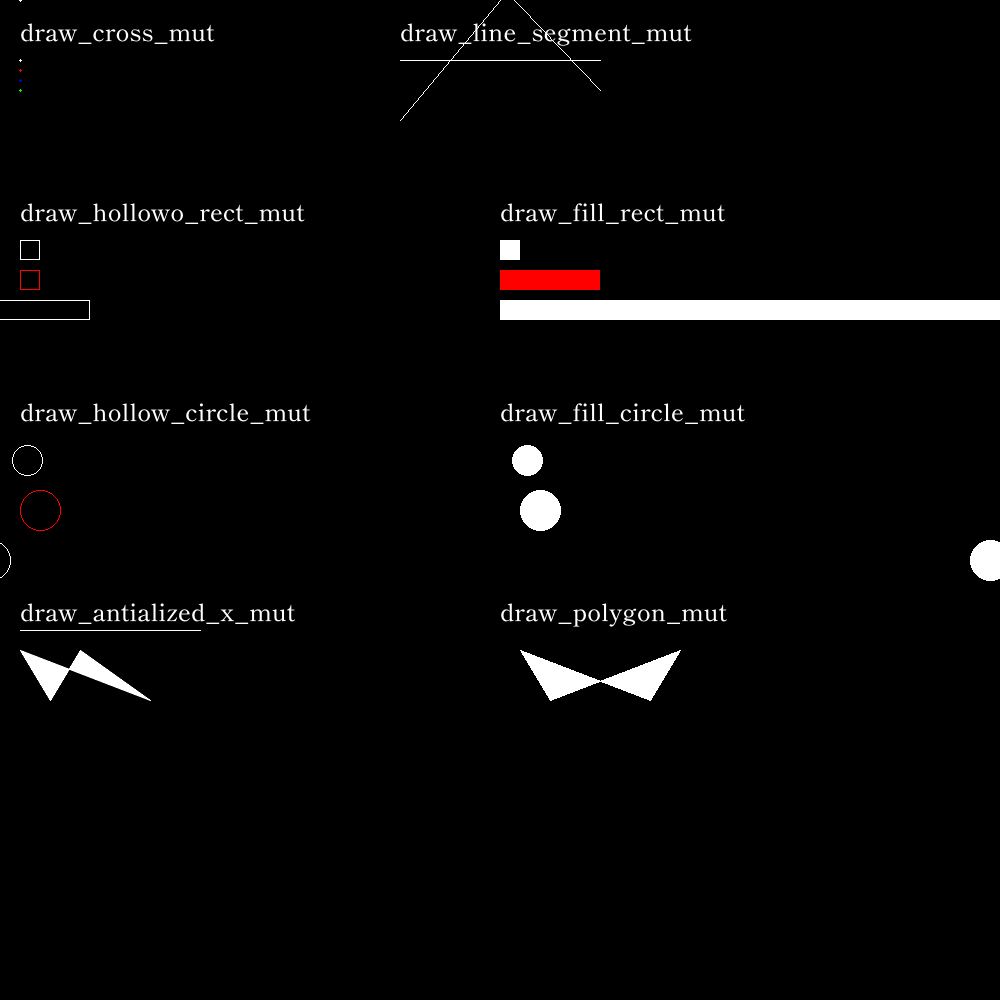 draw_cross_mut
draw_line_segment_mut
draw_hollowo_rect_mut
draw_fill_rect_mut
draw_hollow_circle_mut
draw_fill_circle_mut
draw_antialized_x_mut
draw_polygon_mut